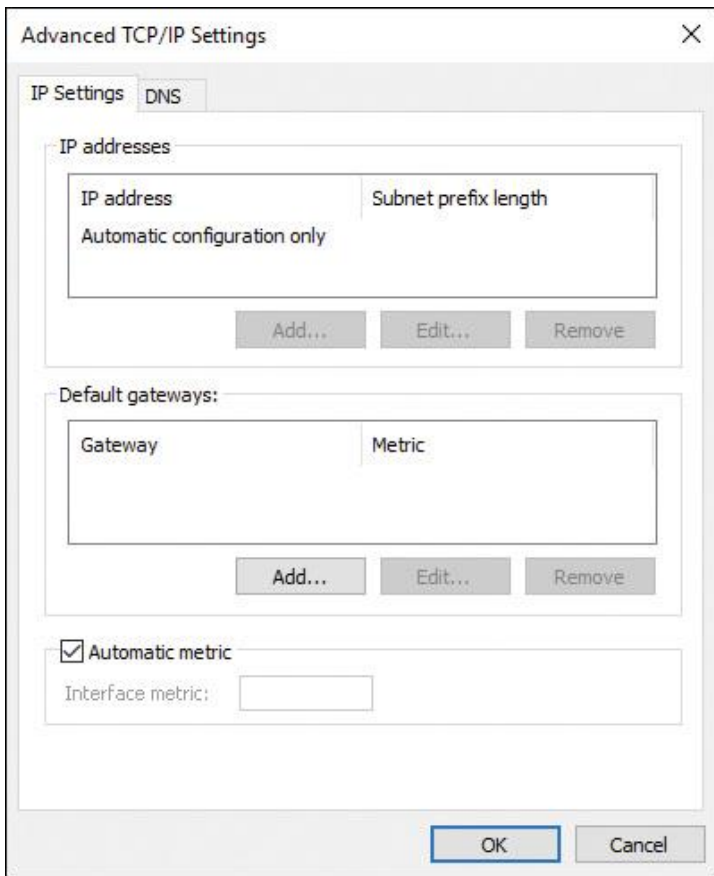 Advanced TCP/IP Settings
IP Settings DNS
IP addresses
IP address Subnet prefix length
Automatic configuration only
Add... Edit... Remove
Default gateways:
Gateway Metric
Add... Edit... Remove
Automatic metric
Interface metric:
OK Cancel